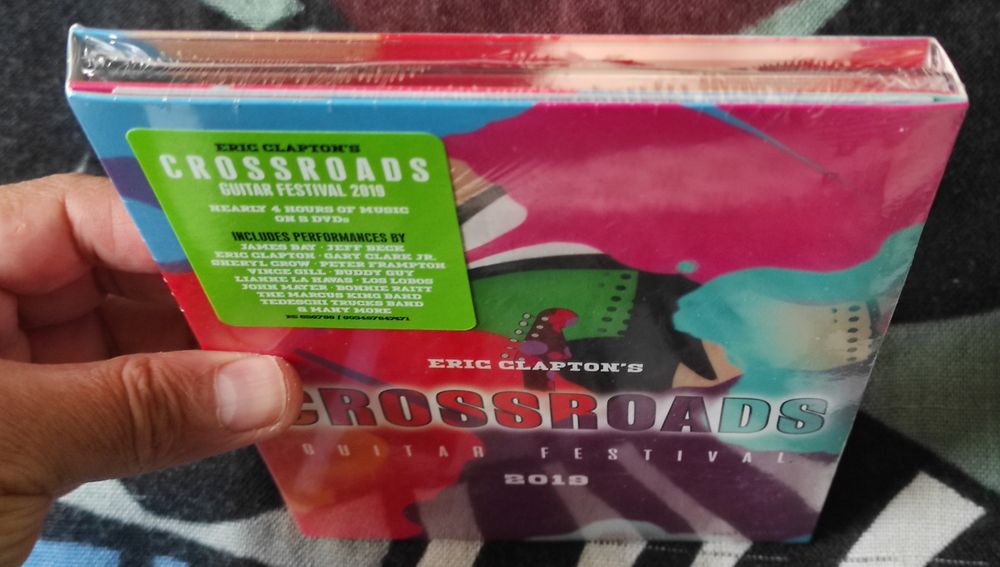 ERIC CLAPTON'S
CROSSROADS
GUITAR FESTIVAL 2019
NEARLY 4 HOURS OF MUSIC
ON 2 DVDs
INCLUDES PERFORMANCES BY
JAMES BAY · JEFF BECK
ERIC CLAPTON · GARY CLARK JR.
SHERYL CROW · PETER FRAMPTON
VINCE GILL · BUDDY GUY
LIANNE LA HAVAS · LOS LOBOS
JOHN MAYER · BONNIE RAITT
THE MARCUS KING BAND
TEDESCHI TRUCKS BAND
& MANY MORE
ERIC CLAPTON'S
CROSSROADS
GUITAR FESTIVAL
2019